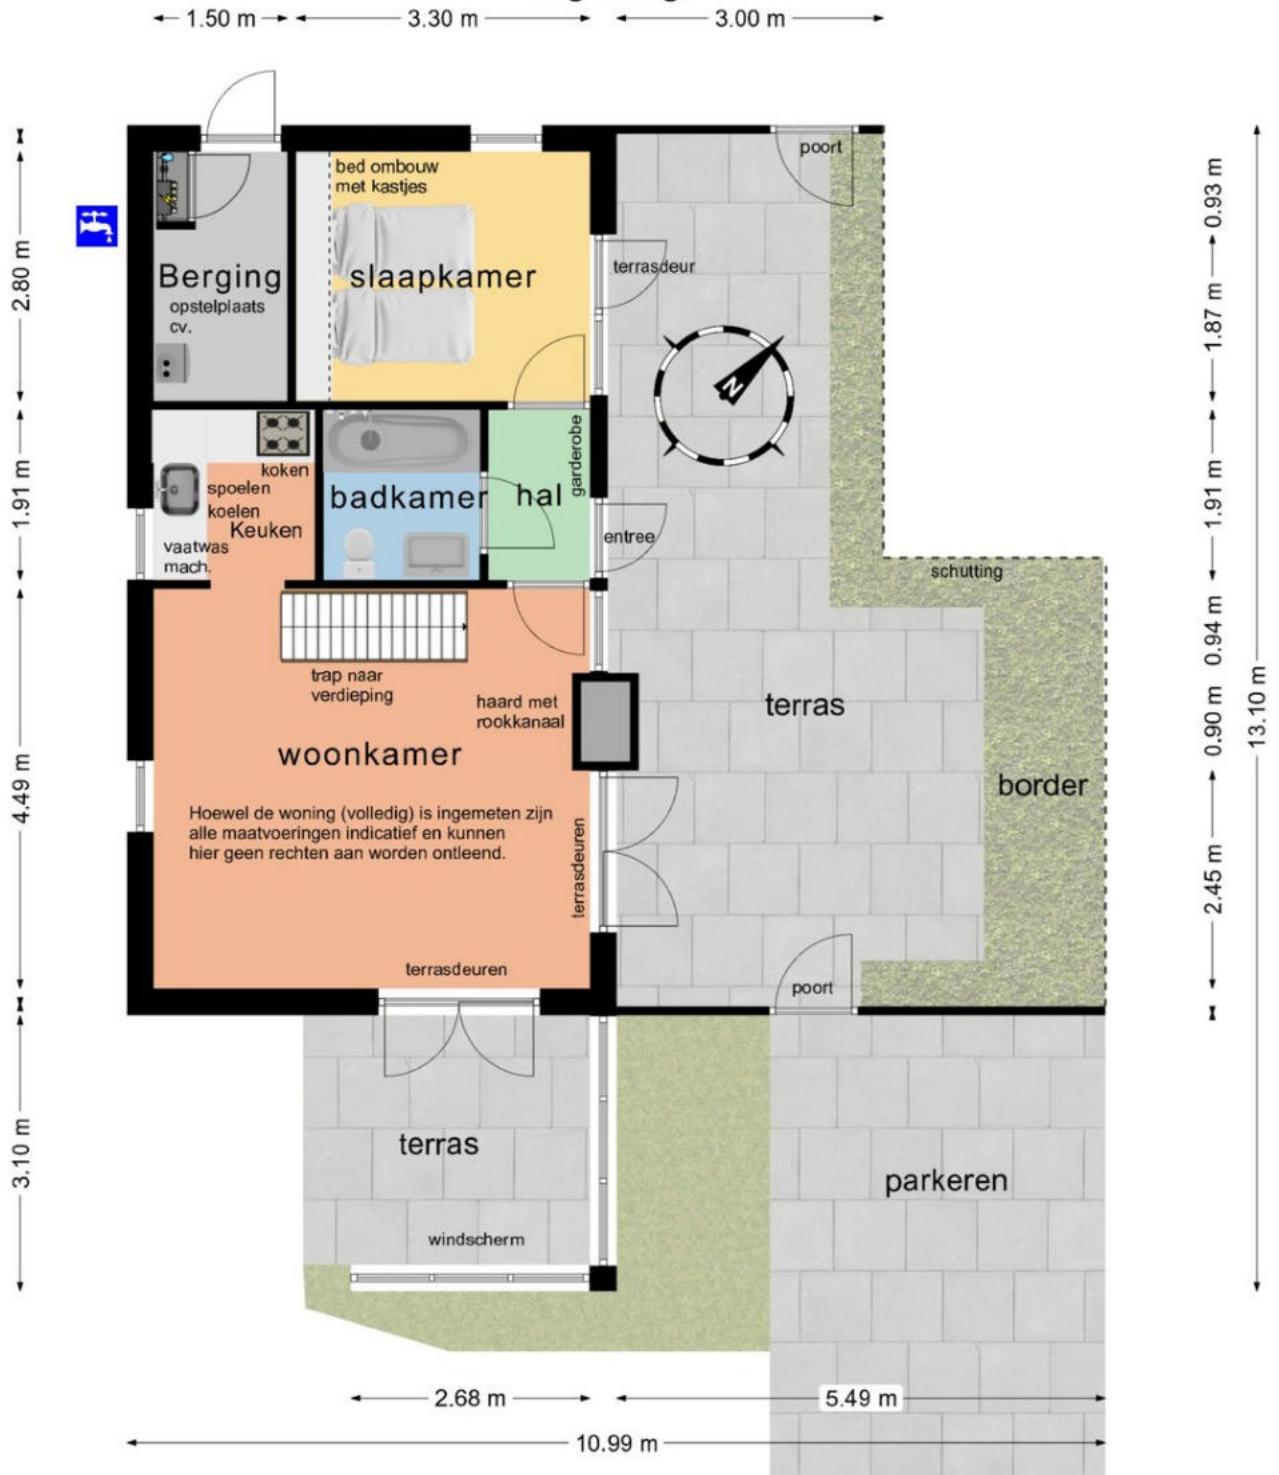 1.50 m
3.30 m
3.00 m
poort
bed ombouw
met kastjes
0.93 m
2.80 m
Berging
opstelplaats
cv.
slaapkamer
terrasdeur
1.87 m
N
koken
spoelen
koelen
Keuken
vaatwas
mach.
badkamer
hal
garderobe
entree
1.91 m
1.91 m
schutting
0.94 m
trap naar
verdieping
haard met
rookkanaal
terras
0.90 m
13.10 m
woonkamer
border
4.49 m
Hoewel de woning (volledig) is ingemeten zijn
alle maatvoeringen indicatief en kunnen
hier geen rechten aan worden ontleend.
terrasdeuren
2.45 m
terrasdeuren
poort
3.10 m
terras
parkeren
windscherm
2.68 m
5.49 m
10.99 m